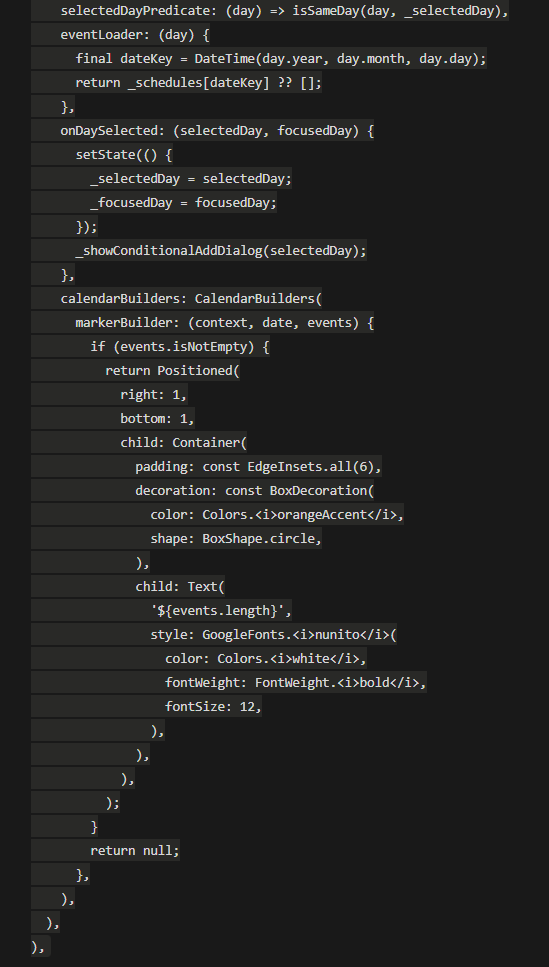 selectedDayPredicate: (day) => isSameDay(day, _selectedDay),
eventLoader: (day) {
final dateKey = DateTime(day.year, day.month, day.day);
return _schedules[dateKey] ?? [];
},
onDaySelected: (selectedDay, focusedDay) {
setState(() {
_selectedDay = selectedDay;
_focusedDay = focusedDay;
});
_showConditionalAddDialog(selectedDay);
},
calendarBuilders: CalendarBuilders(
markerBuilder: (context, date, events) {
if (events.isNotEmpty) {
return Positioned(
right: 1,
bottom: 1,
child: Container(
padding: const EdgeInsets.all(6),
decoration: const BoxDecoration(
color: Colors.<i>orangeAccent</i>,
shape: BoxShape.circle,
),
child: Text(
'${events.length}',
style: GoogleFonts.<i>nunito</i>(
color: Colors.<i>white</i>,
fontWeight: FontWeight.<i>bold</i>,
fontSize: 12,
),
),
),
);
}
return null;
},
),
),
),